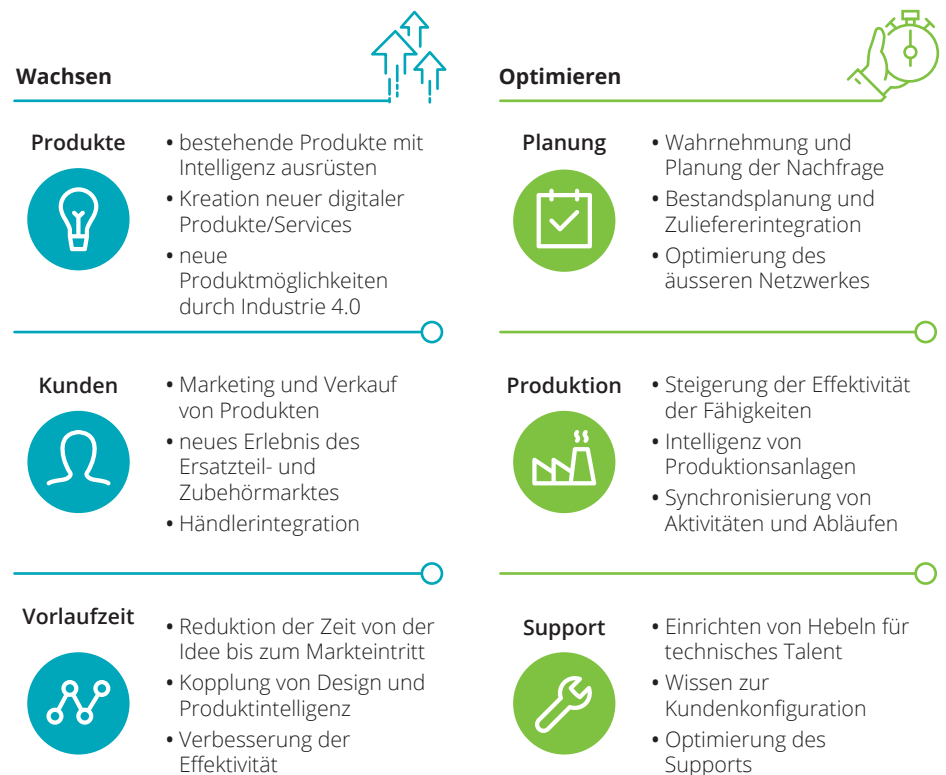 Wachsen
Produkte
• bestehende Produkte mit
Intelligenz ausrüsten
• Kreation neuer digitaler
Produkte/Services
• neue
Produktmöglichkeiten
durch Industrie 4.0
Kunden
• Marketing und Verkauf
von Produkten
• neues Erlebnis des
Ersatzteil- und
Zubehörmarktes
• Händlerintegration
Vorlaufzeit
• Reduktion der Zeit von der
Idee bis zum Markteintritt
• Kopplung von Design und
Produktintelligenz
• Verbesserung der
Effektivität
Optimieren
Planung
• Wahrnehmung und
Planung der Nachfrage
• Bestandsplanung und
Zuliefererintegration
• Optimierung des
äusseren Netzwerkes
Produktion
• Steigerung der Effektivität
der Fähigkeiten
• Intelligenz von
Produktionsanlagen
• Synchronisierung von
Aktivitäten und Abläufen
Support
• Einrichten von Hebeln für
technisches Talent
• Wissen zur
Kundenkonfiguration
• Optimierung des
Supports